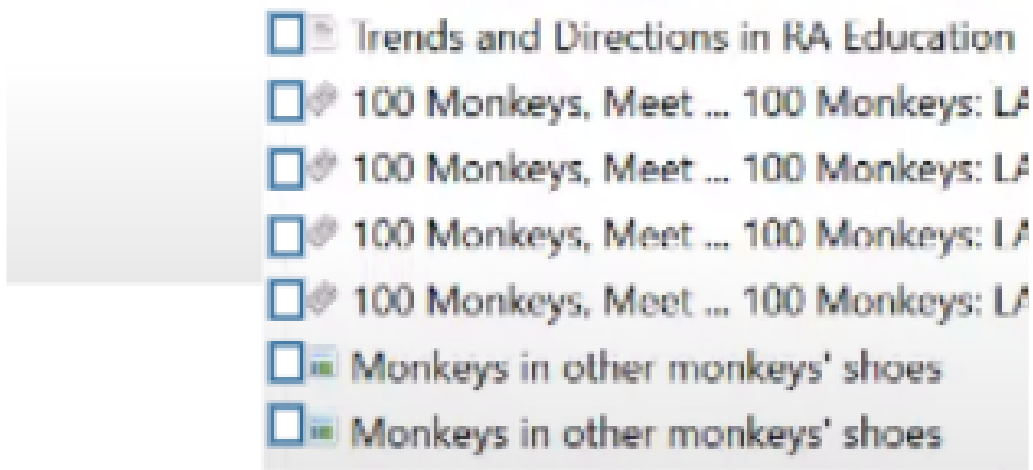 Trends and Directions in RA Education
100 Monkeys, Meet ... 100 Monkeys: LA
100 Monkeys, Meet ... 100 Monkeys: LA
100 Monkeys, Meet ... 100 Monkeys: LA
100 Monkeys, Meet ... 100 Monkeys: LA
Monkeys in other monkeys' shoes
Monkeys in other monkeys' shoes